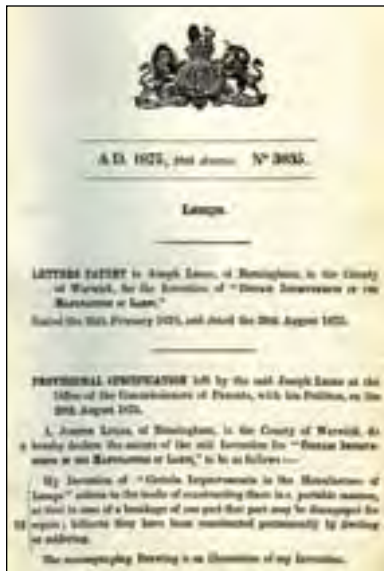 A.D. 1875, 28th August. Nº 3035.
Lamps.
LETTERS PATENT to Joseph Lucas, of Birmingham, in the County
of Warwick, for the Invention of "CERTAIN IMPROVEMENTS IN THE
MANUFACTURE OF LAMPS."
Sealed the February 1876, and dated the 28th August 1875.
PROVISIONAL SPECIFICATION left by the said Joseph Lucas at the
Office of the Commissioners of Patents, with his Petition, on the
28th August 1875.
I, JOSEPH LUCAS, of Birmingham, in the County of Warwick, do
hereby declare the nature of the said Invention for "CERTAIN IMPROVE-
MENTS IN THE MANUFACTURE OF LAMPS," to be as follows:—
My Invention of "Certain Improvements in the Manufacture of
Lamps" relates to the mode of constructing them in a portable manner,
so that in case of a breakage of one part that part may be disengaged for
repair; hitherto they have been constructed permanently by riveting
or soldering.
The accompanying Drawing is an illustration of my Invention.